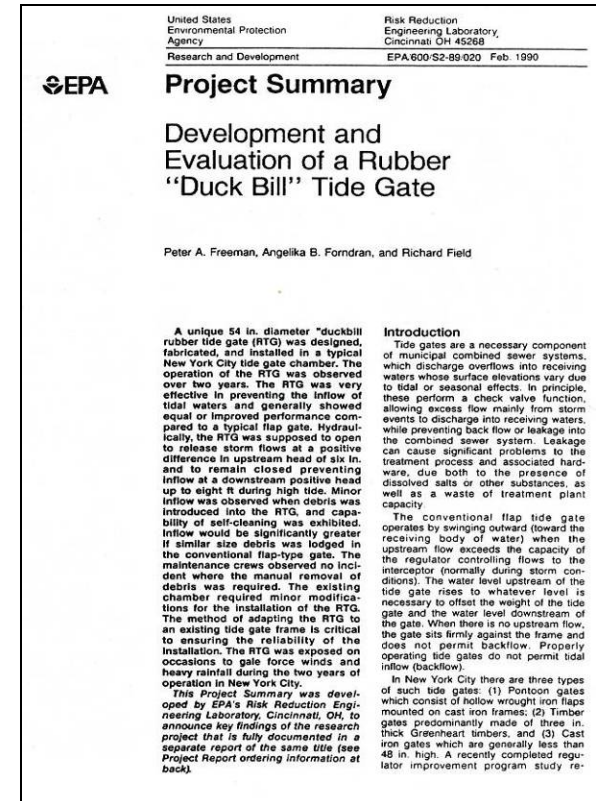 United States
Environmental Protection
Agency
Risk Reduction
Engineering Laboratory
Cincinnati OH 45268
Research and Development
EPA/600/S2-89/020 Feb. 1990
EPA
Project Summary
Development and
Evaluation of a Rubber
"Duck Bill" Tide Gate
Peter A. Freeman, Angelika B. Forndran, and Richard Field
A unique 54 in. diameter "duckbill
rubber tide gate (RTG) was designed,
fabricated, and installed in a typical
New York City tide gate chamber. The
operation of the RTG was observed
over two years. The RTG was very
effective in preventing the inflow of
tidal waters and generally showed
equal or improved performance com-
pared to a typical flap gate. Hydraul-
ically, the RTG was supposed to open
to release storm flows at a positive
difference in upstream head of six in.
and to remain closed preventing
inflow at a downstream positive head
up to eight ft during high tide. Minor
inflow was observed when debris was
introduced into the RTG, and capa-
bility of self-cleaning was exhibited.
Inflow would be significantly greater
if similar size debris was lodged in
the conventional flap-type gate. The
maintenance crews observed no inci-
dent where the manual removal of
debris was required. The existing
chamber required minor modifica-
tions for the installation of the RTG.
The method of adapting the RTG to
an existing tide gate frame is critical
to ensuring the reliability of the
installation. The RTG was exposed on
occasions to gale force winds and
heavy rainfall during the two years of
operation in New York City.
This Project Summary was devel-
oped by EPA's Risk Reduction Engi-
neering Laboratory, Cincinnati, OH, to
announce key findings of the research
project that is fully documented in a
separate report of the same title (see
Project Report ordering information at
back).
Introduction
Tide gates are a necessary component
of municipal combined sewer systems,
which discharge overflows into receiving
waters whose surface elevations vary due
to tidal or seasonal effects. In principle,
these perform a check valve function,
allowing excess flow mainly from storm
events to discharge into receiving waters,
while preventing back flow or leakage into
the combined sewer system. Leakage
can cause significant problems to the
treatment process and associated hard-
ware, due both to the presence of
dissolved salts or other substances, as
well as a waste of treatment plant
capacity
The conventional flap tide gate
operates by swinging outward (toward the
receiving body of water) when the
upstream flow exceeds the capacity of
the regulator controlling flows to the
interceptor (normally during storm con-
ditions). The water level upstream of the
tide gate rises to whatever level is
necessary to offset the weight of the tide
gate and the water level downstream of
the gate. When there is no upstream flow,
the gate sits firmly against the frame and
does not permit backflow. Properly
operating tide gates do not permit tidal
inflow (backflow).
In New York City there are three types
of such tide gates: (1) Pontoon gates
which consist of hollow wrought iron flaps
mounted on cast iron frames; (2) Timber
gates predominantly made of three in.
thick Greenheart timbers, and (3) Cast
iron gates which are generally less than
48 in. high. A recently completed regu-
lator improvement program study re-